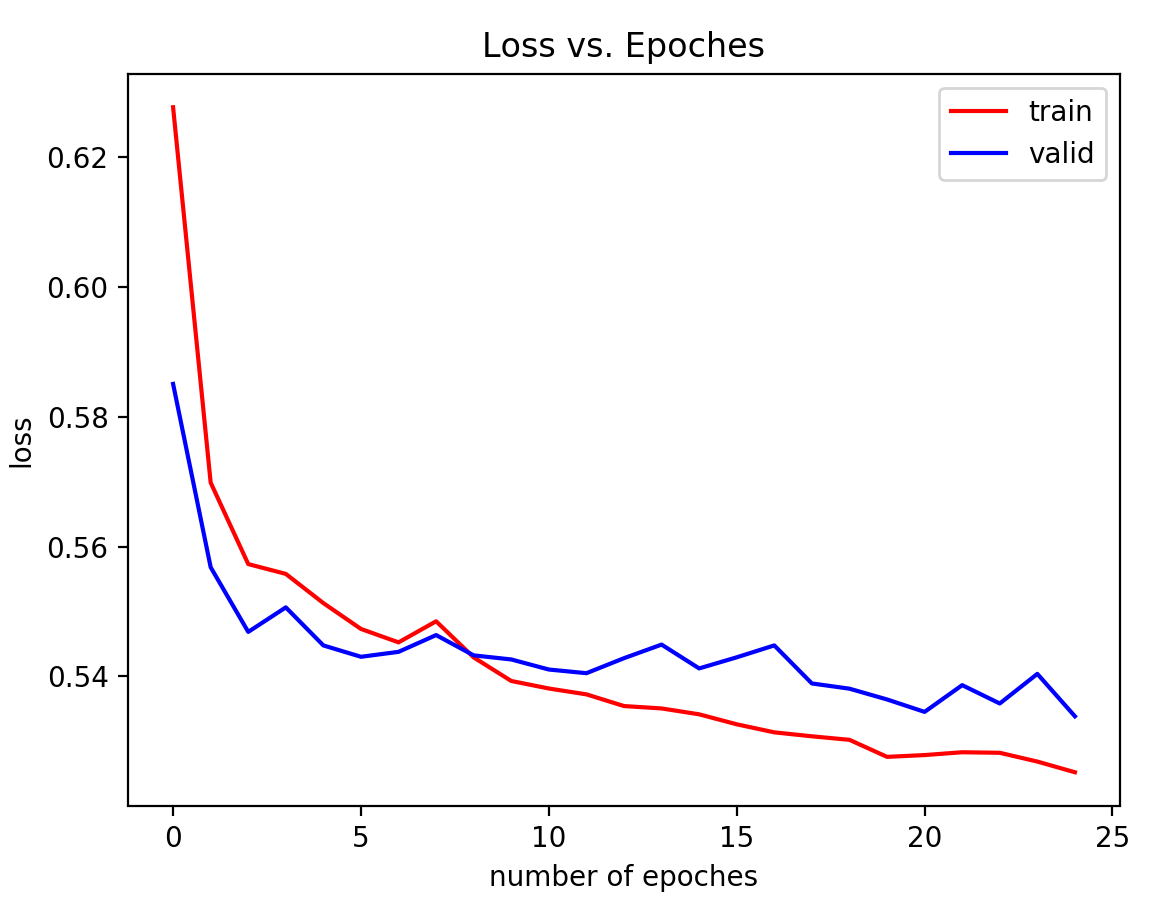 Loss vs. Epoches
train
valid
0.62
0.60
0.58
0.56
0.54
loss
0 5 10 15 20 25
number of epoches